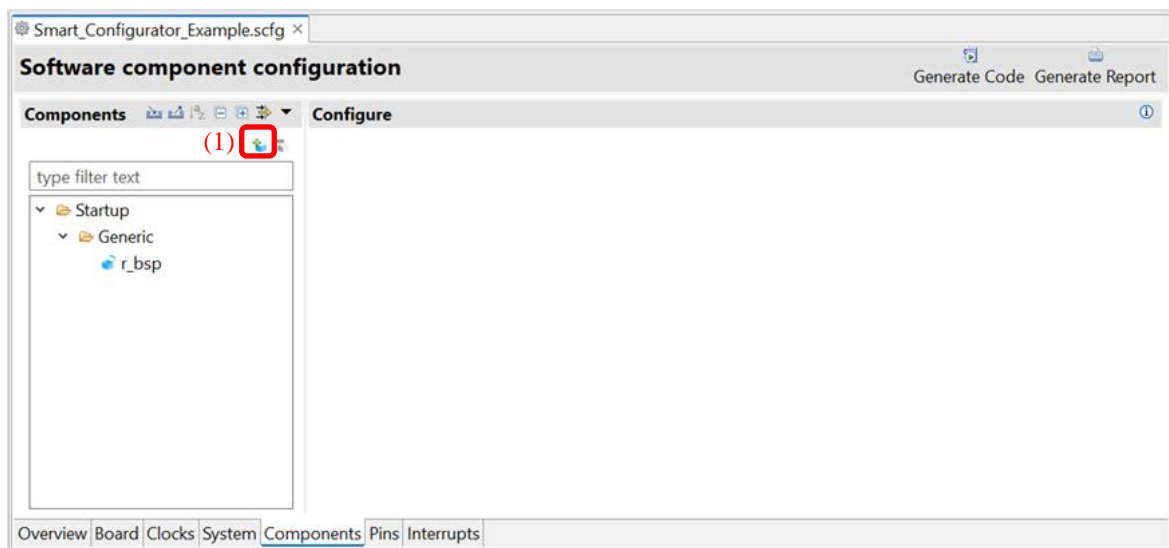 Smart_Configurator_Example.scfg ×
Software component configuration
Generate Code Generate Report
Components
Configure
(1)
type filter text
Startup
Generic
r_bsp
Overview Board Clocks System Components Pins Interrupts